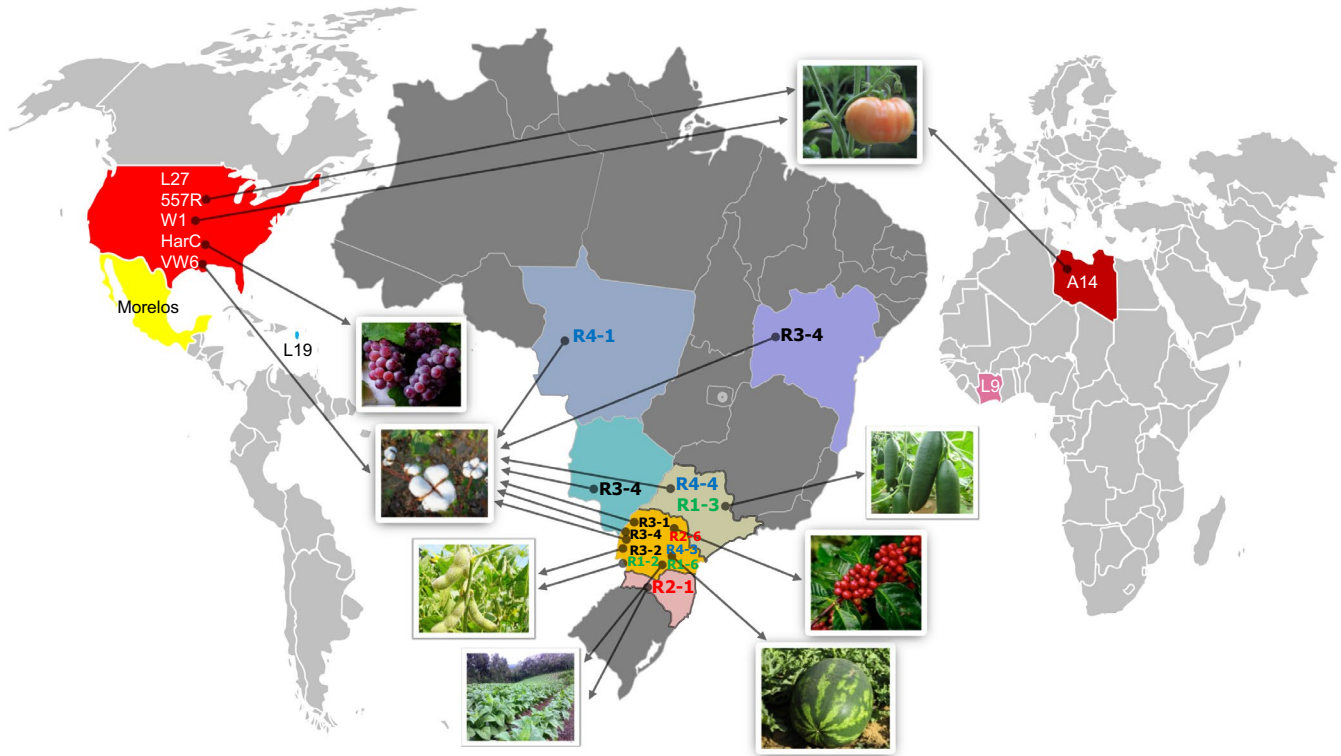 L27
557R
W1
HarC
VW6
Morelos
L19
R4-1
R3-4
A14
L9
R3-4
R4-4
R1-3
R3-1
R3-4
R2-6
R3-2
R4-3
R1-2
R1-6
R2-1